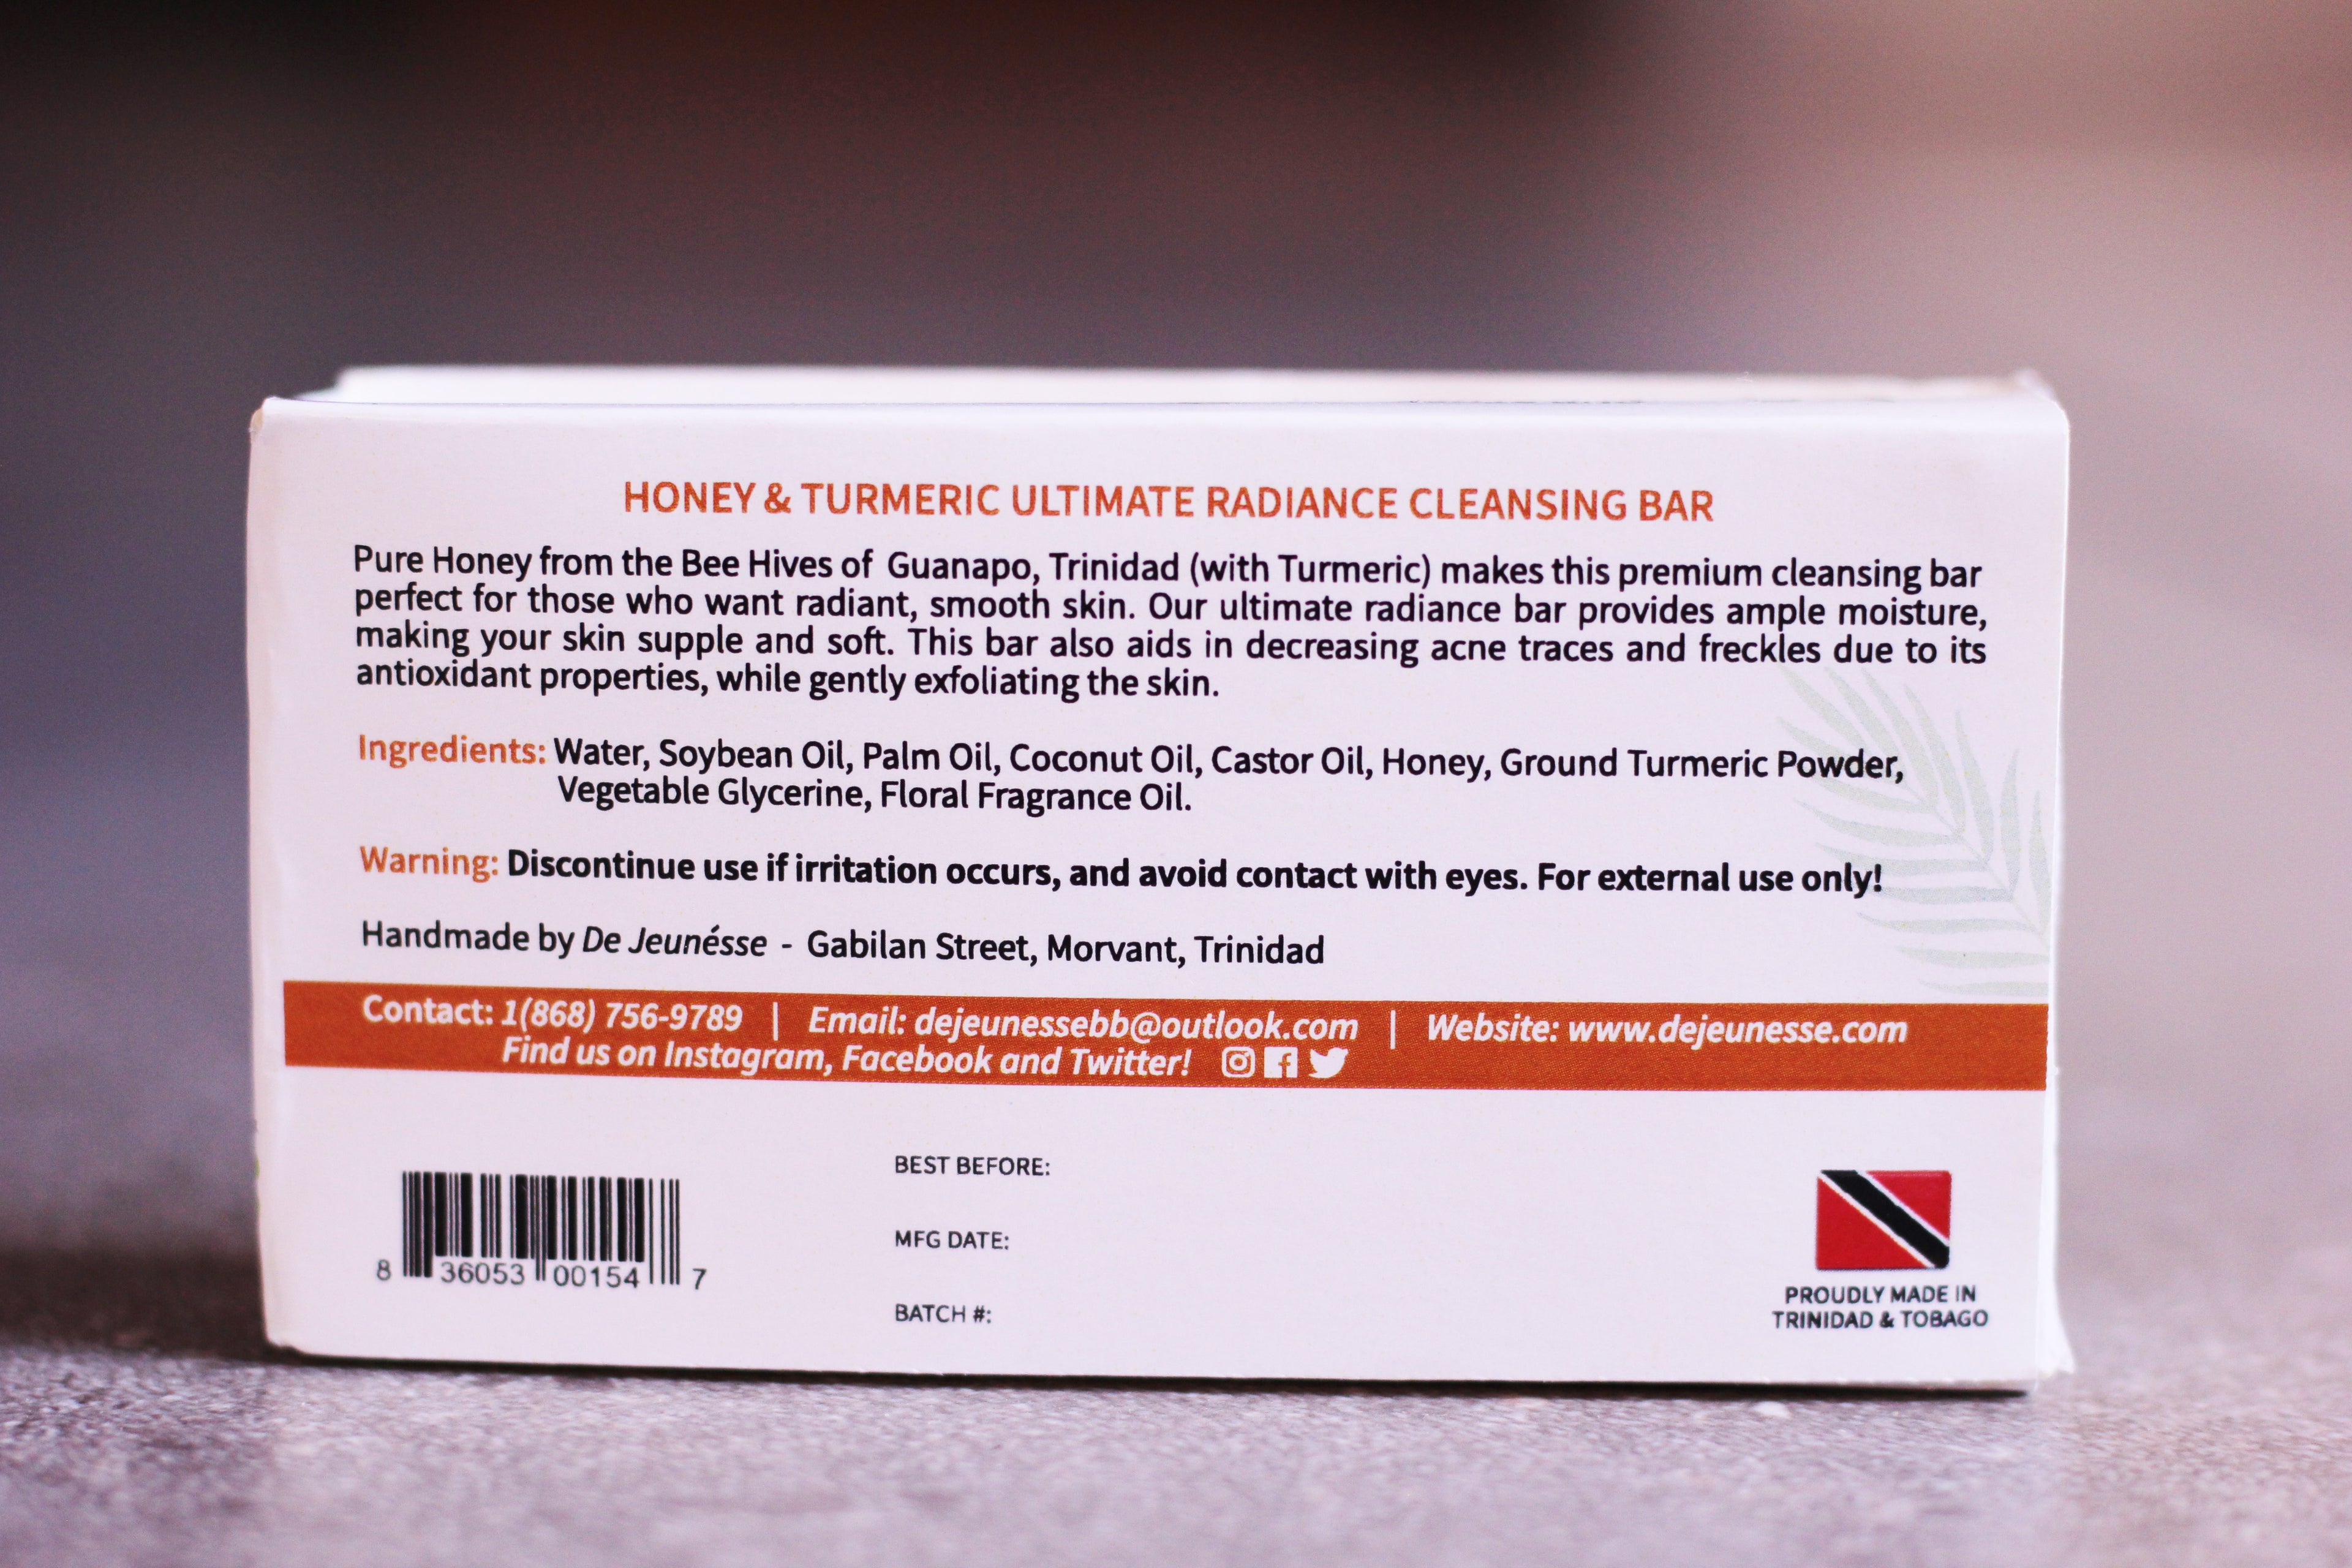 HONEY & TURMERIC ULTIMATE RADIANCE CLEANSING BAR
Pure Honey from the Bee Hives of Guanapo, Trinidad (with Turmeric) makes this premium cleansing bar
perfect for those who want radiant, smooth skin. Our ultimate radiance bar provides ample moisture,
making your skin supple and soft. This bar also aids in decreasing acne traces and freckles due to its
antioxidant properties, while gently exfoliating the skin.
Ingredients: Water, Soybean Oil, Palm Oil, Coconut Oil, Castor Oil, Honey, Ground Turmeric Powder,
Vegetable Glycerine, Floral Fragrance Oil.
Warning: Discontinue use if irritation occurs, and avoid contact with eyes. For external use only!
Handmade by De Jeunésse - Gabilan Street, Morvant, Trinidad
Contact: 1(868) 756-9789 | Email: dejeunessebb@outlook.com | Website: www.dejeunesse.com
Find us on Instagram, Facebook and Twitter!
8 36053 00154 7
BEST BEFORE:
MFG DATE:
BATCH #:
PROUDLY MADE IN
TRINIDAD & TOBAGO